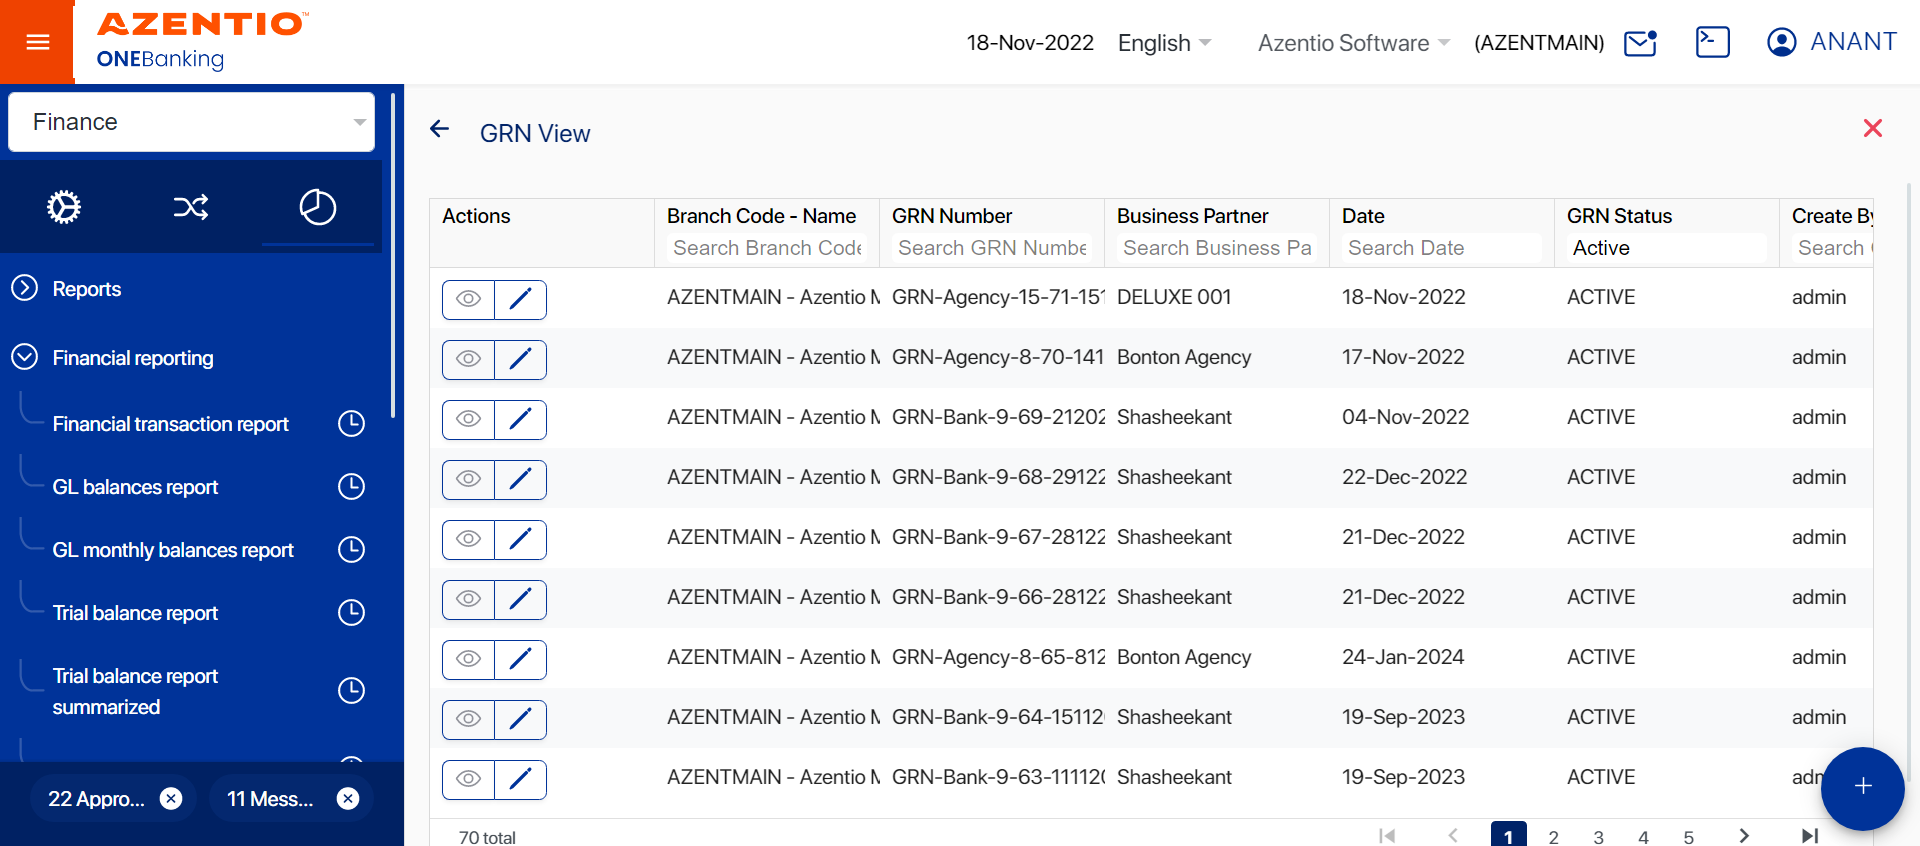 AZENTIO™
ONEBanking
18-Nov-2022 English Azentio Software (AZENTMAIN) ANANT
Finance
Reports
Financial reporting
Financial transaction report
GL balances report
GL monthly balances report
Trial balance report
Trial balance report
summarized
22 Appro...
11 Mess...
GRN View
Actions Branch Code - Name GRN Number Business Partner Date GRN Status Create By
Search Branch Code Search GRN Numbe Search Business Pa Search Date Active Search
AZENTMAIN - Azentio M GRN-Agency-15-71-151 DELUXE 001 18-Nov-2022 ACTIVE admin
AZENTMAIN - Azentio M GRN-Agency-8-70-141 Bonton Agency 17-Nov-2022 ACTIVE admin
AZENTMAIN - Azentio M GRN-Bank-9-69-21202 Shasheekant 04-Nov-2022 ACTIVE admin
AZENTMAIN - Azentio M GRN-Bank-9-68-29122 Shasheekant 22-Dec-2022 ACTIVE admin
AZENTMAIN - Azentio M GRN-Bank-9-67-28122 Shasheekant 21-Dec-2022 ACTIVE admin
AZENTMAIN - Azentio M GRN-Bank-9-66-28122 Shasheekant 21-Dec-2022 ACTIVE admin
AZENTMAIN - Azentio M GRN-Agency-8-65-812 Bonton Agency 24-Jan-2024 ACTIVE admin
AZENTMAIN - Azentio M GRN-Bank-9-64-15112 Shasheekant 19-Sep-2023 ACTIVE admin
AZENTMAIN - Azentio M GRN-Bank-9-63-11112 Shasheekant 19-Sep-2023 ACTIVE adm
70 total 1 2 3 4 5